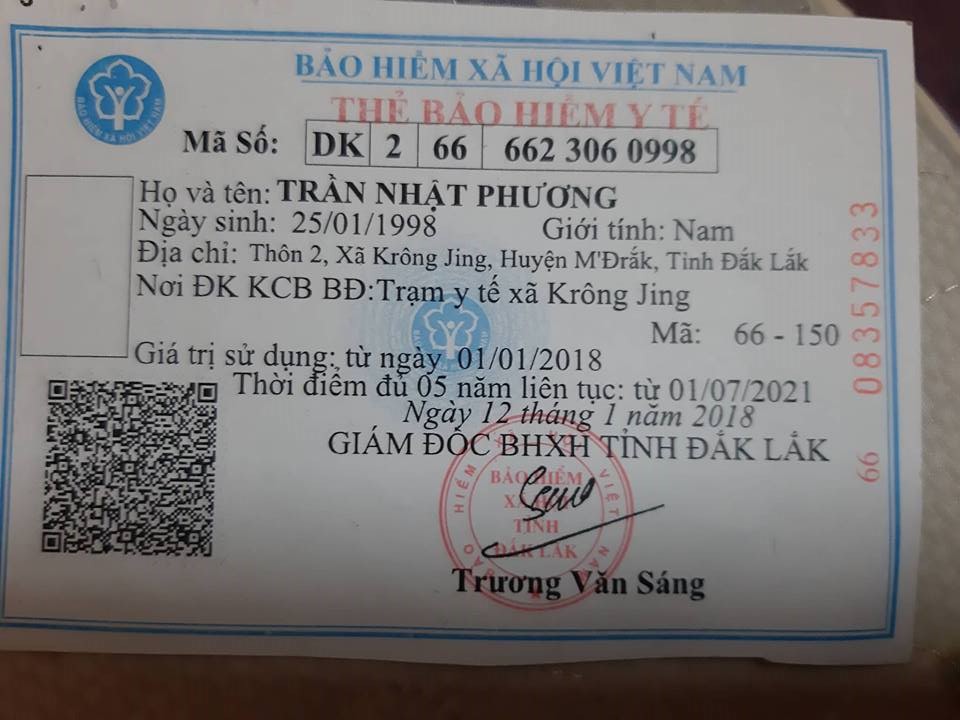 BẢO HIỂM XÃ HỘI VIỆT NAM
THẺ BẢO HIỂM Y TẾ
Mã Số: DK 2 66 662 306 0998
Họ và tên: TRẦN NHẬT PHƯƠNG
Ngày sinh: 25/01/1998 Giới tính: Nam
Địa chỉ: Thôn 2, Xã Krông Jing, Huyện M'Đrắk, Tỉnh Đắk Lắk
Nơi ĐK KCB BĐ:Trạm y tế xã Krông Jing
Mã: 66 - 150
Giá trị sử dụng: từ ngày 01/01/2018
Thời điểm đủ 05 năm liên tục: từ 01/07/2021
Ngày 12 tháng 1 năm 2018
GIÁM ĐỐC BHXH TỈNH ĐẮK LẮK
BẢO HIỂM
XÃ HỘI
TỈNH
ĐẮK LẮK
BẢO HIỂM XÃ HỘI VIỆT NAM
Trương Văn Sáng
66 08357833
BẢO HIỂM XÃ HỘI VIỆT NAM